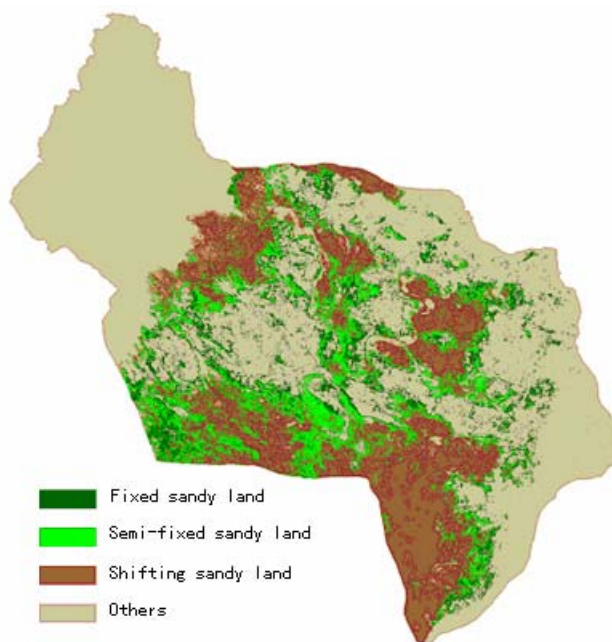 Fixed sandy land
Semi-fixed sandy land
Shifting sandy land
Others